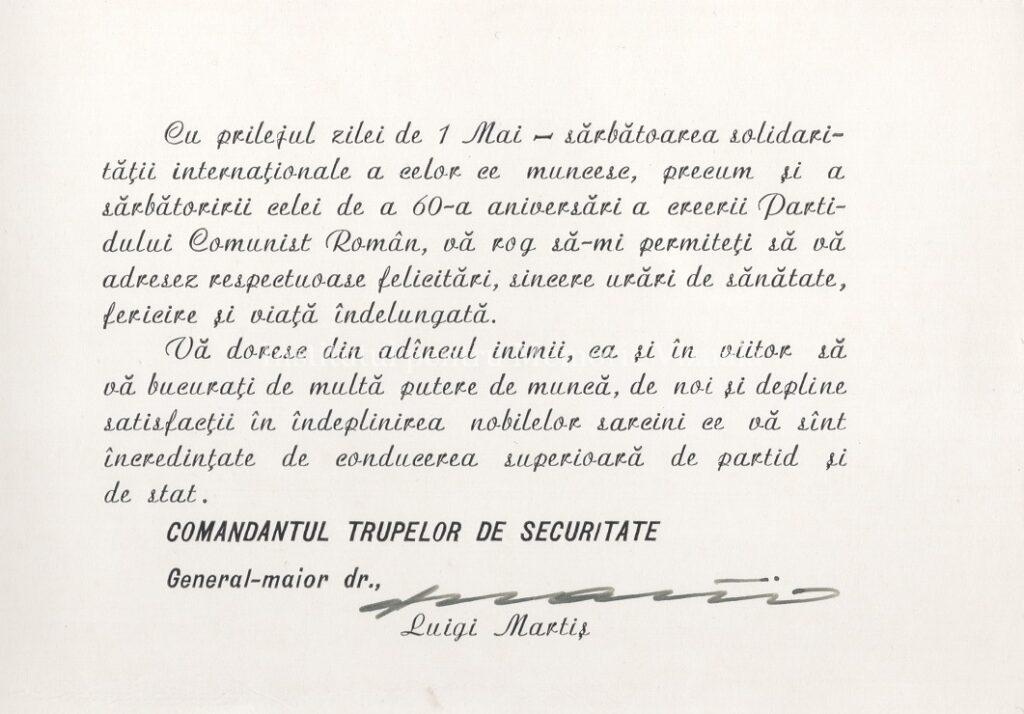 Cu prilejul zilei de 1 Mai — sărbătoarea solidari-
tății internaționale a celor ce muncesc, precum și a
sărbătoririi celei de a 60-a aniversări a creerii Parti-
dului Comunist Român, vă rog să-mi permiteți să vă
adresez respectuoase felicitări, sincere urări de sănătate,
fericire și viață îndelungată.
Vă doresc din adîncul inimii, ca și în viitor să
vă bucurați de multă putere de muncă, de noi și depline
satisfacții în îndeplinirea nobilelor sarcini ce vă sînt
încredințate de conducerea superioară de partid și
de stat.
COMANDANTUL TRUPELOR DE SECURITATE
General-maior dr.,
Luigi Martiș